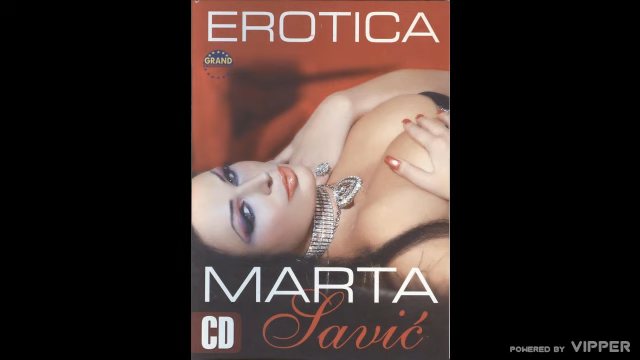 EROTICA
GRAND
MARTA
Savić
CD
POWERED BY VIPPER